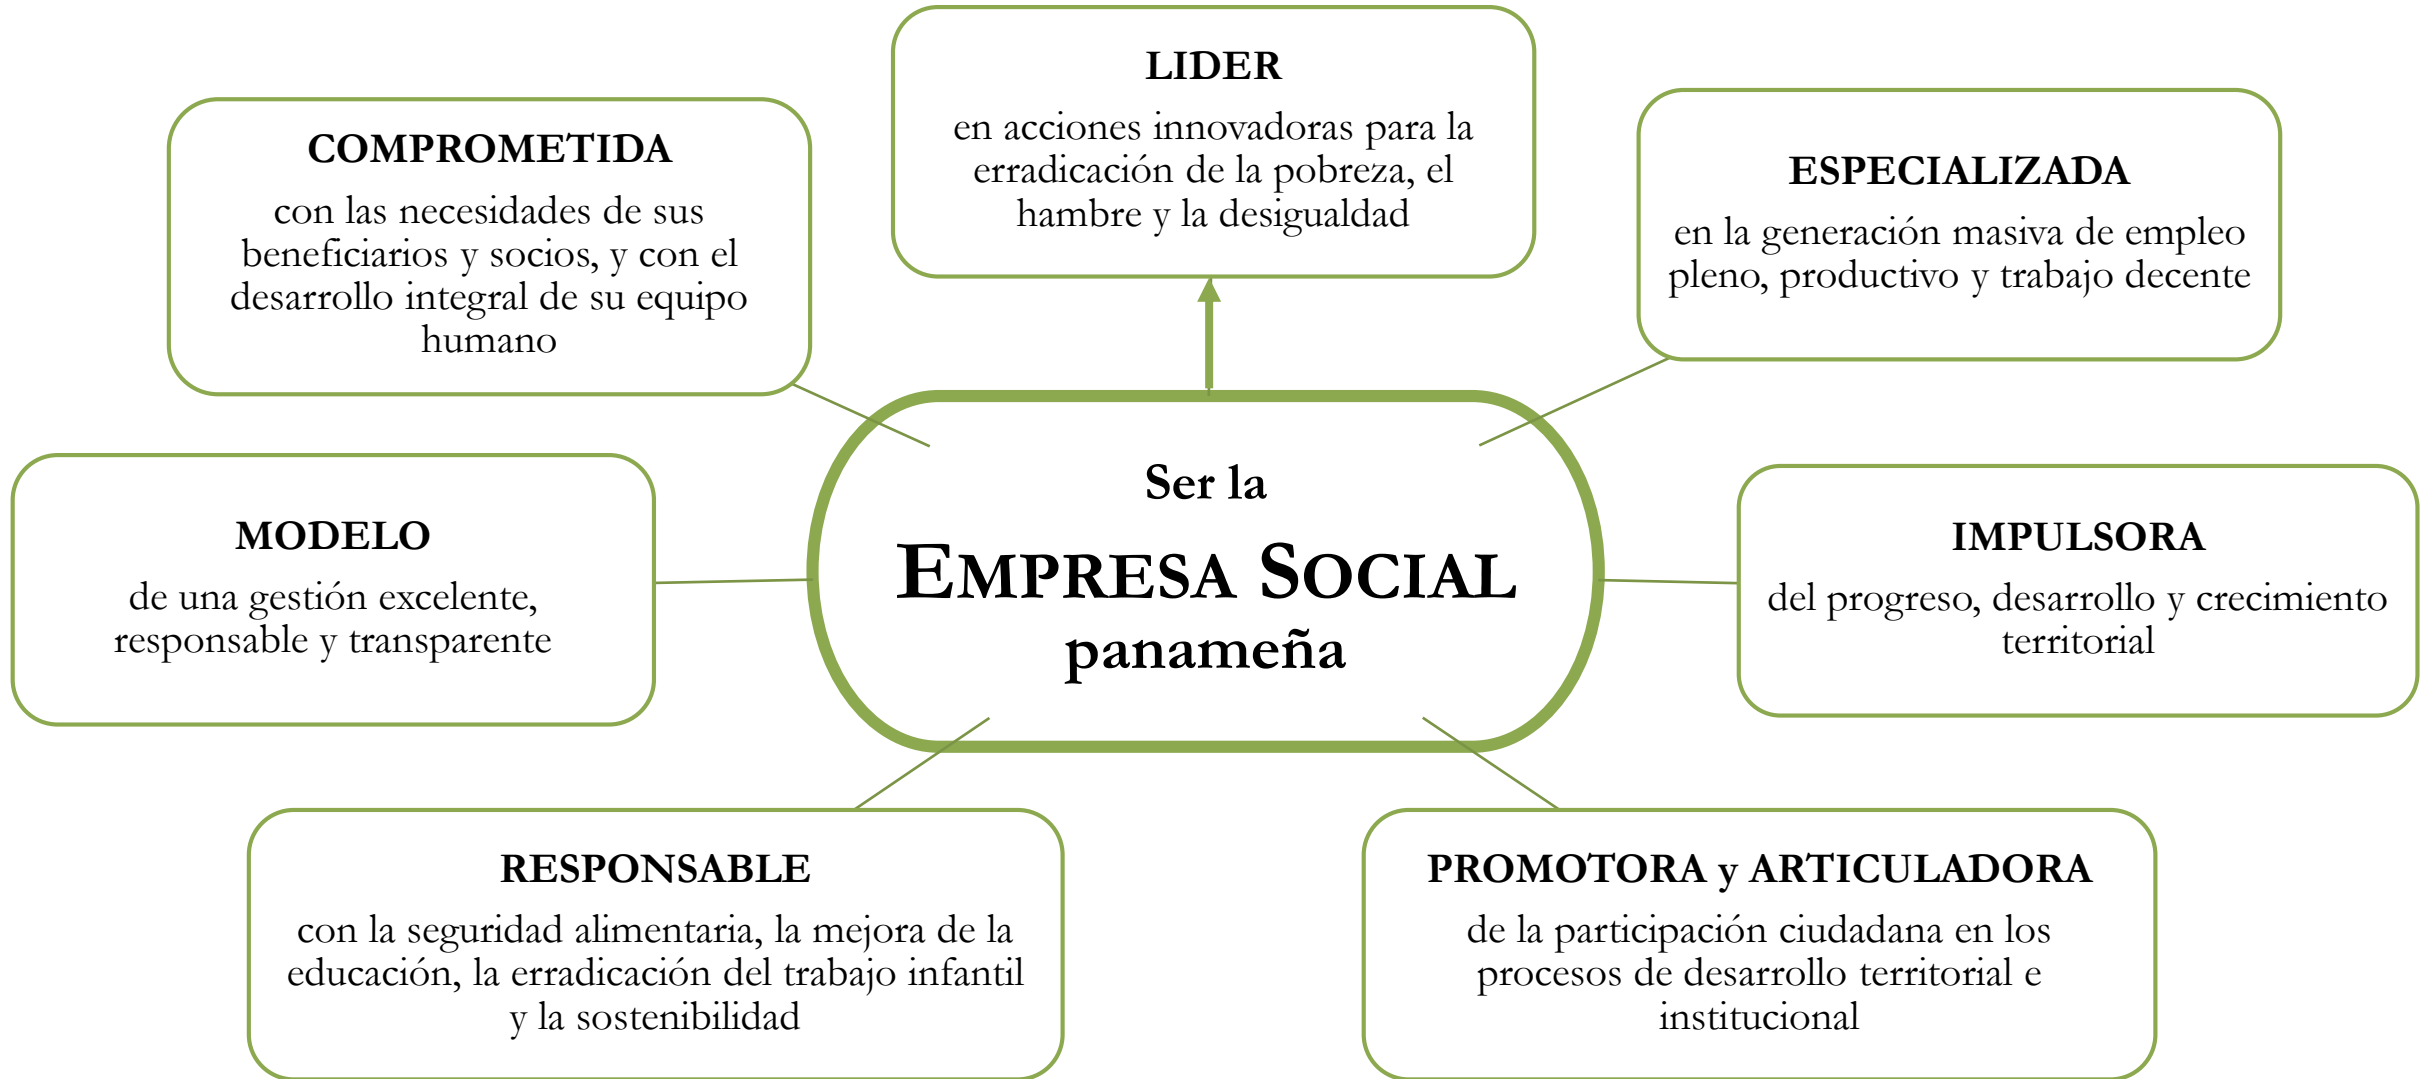 LIDER
en acciones innovadoras para la
erradicación de la pobreza, el
hambre y la desigualdad
COMPROMETIDA
con las necesidades de sus
beneficiarios y socios, y con el
desarrollo integral de su equipo
humano
ESPECIALIZADA
en la generación masiva de empleo
pleno, productivo y trabajo decente
Ser la
EMPRESA SOCIAL
panameña
MODELO
de una gestión excelente,
responsable y transparente
IMPULSORA
del progreso, desarrollo y crecimiento
territorial
RESPONSABLE
con la seguridad alimentaria, la mejora de la
educación, la erradicación del trabajo infantil
y la sostenibilidad
PROMOTORA y ARTICULADORA
de la participación ciudadana en los
procesos de desarrollo territorial e
institucional